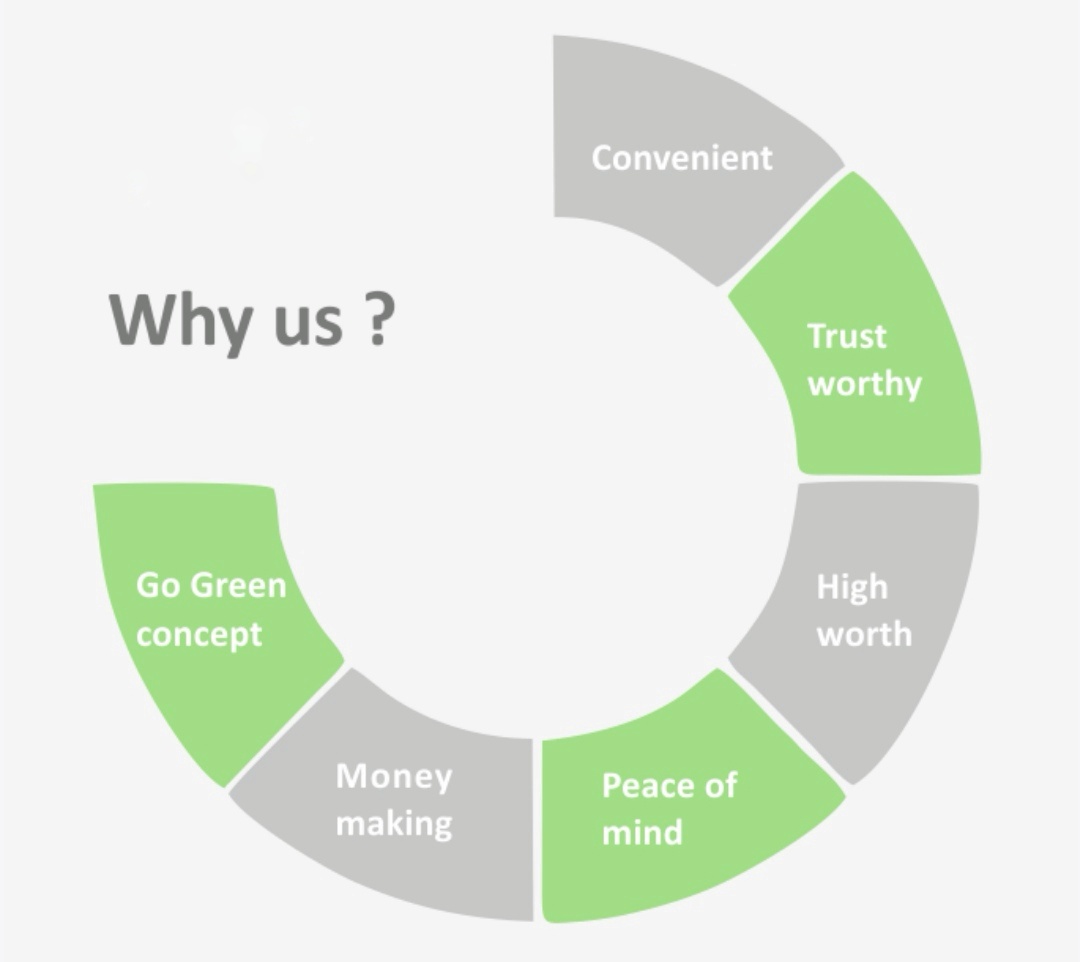 Why us ?
Convenient
Trust
worthy
High
worth
Peace of
mind
Money
making
Go Green
concept